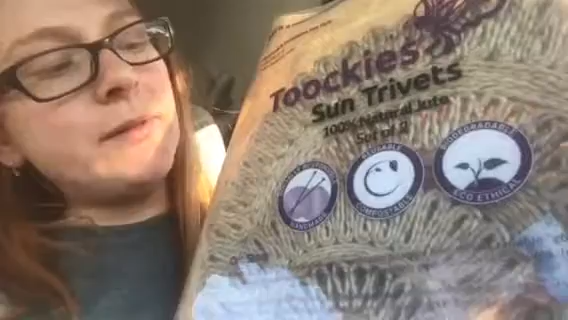 Toockies
Sun Trivets
100% Natural Jute
Set of 2
HANDMADE
REUSABLE
COMPOSTABLE
BIODEGRADABLE
ECO ETHICAL